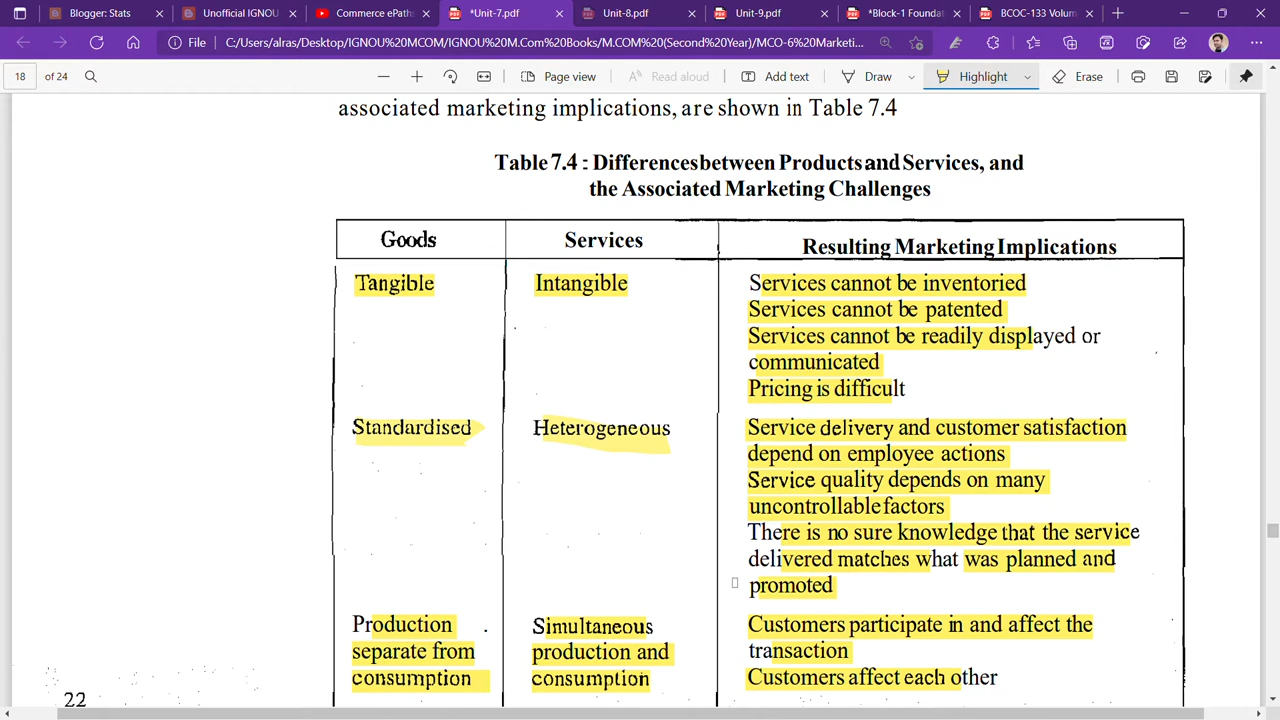 Blogger: Stats
Unofficial IGNOU
Commerce ePath
*Unit-7.pdf
Unit-8.pdf
Unit-9.pdf
*Block-1 Founda
BCOC-133 Volum
File
C:/Users/alras/Desktop/IGNOU%20MCOM/IGNOU%20M.Com%20Books/M.COM%20(Second%20Year)/MCO-6%20Marketi...
18 of 24
Page view
Read aloud
Add text
Draw
Highlight
Erase
associated marketing implications, are shown in Table 7.4
Table 7.4 : Differences between Products and Services, and
the Associated Marketing Challenges
Goods Services Resulting Marketing Implications
Tangible Intangible Services cannot be inventoried
Services cannot be patented
Services cannot be readily displayed or
communicated
Pricing is difficult
Standardised Heterogeneous Service delivery and customer satisfaction
depend on employee actions
Service quality depends on many
uncontrollable factors
There is no sure knowledge that the service
delivered matches what was planned and
promoted
Production Simultaneous Customers participate in and affect the
separate from production and transaction
consumption consumption Customers affect each other
22